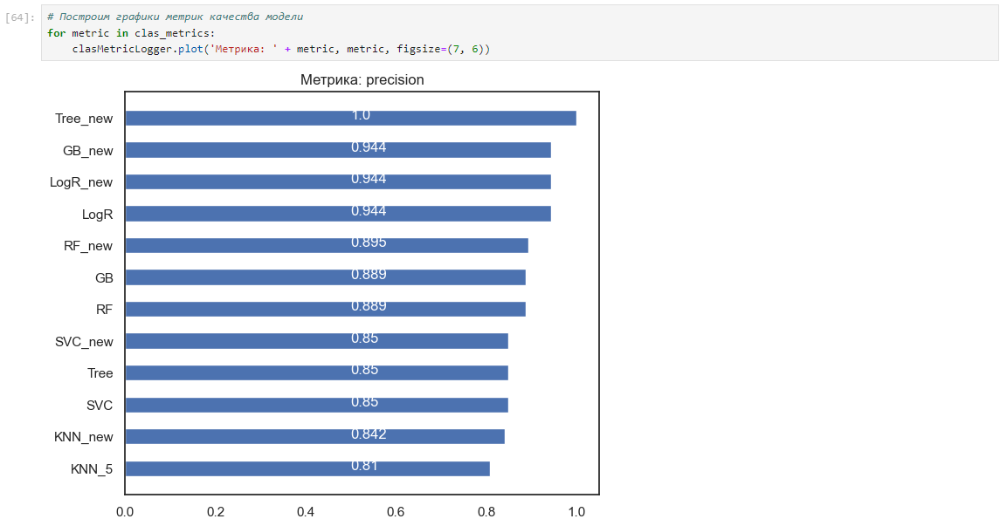 [64]: # Построим графики метрик качества модели
for metric in clas_metrics:
    clasMetricLogger.plot('Метрика: ' + metric, metric, figsize=(7, 6))
Метрика: precision
Tree_new 1.0
GB_new 0.944
LogR_new 0.944
LogR 0.944
RF_new 0.895
GB 0.889
RF 0.889
SVC_new 0.85
Tree 0.85
SVC 0.85
KNN_new 0.842
KNN_5 0.81
0.0 0.2 0.4 0.6 0.8 1.0